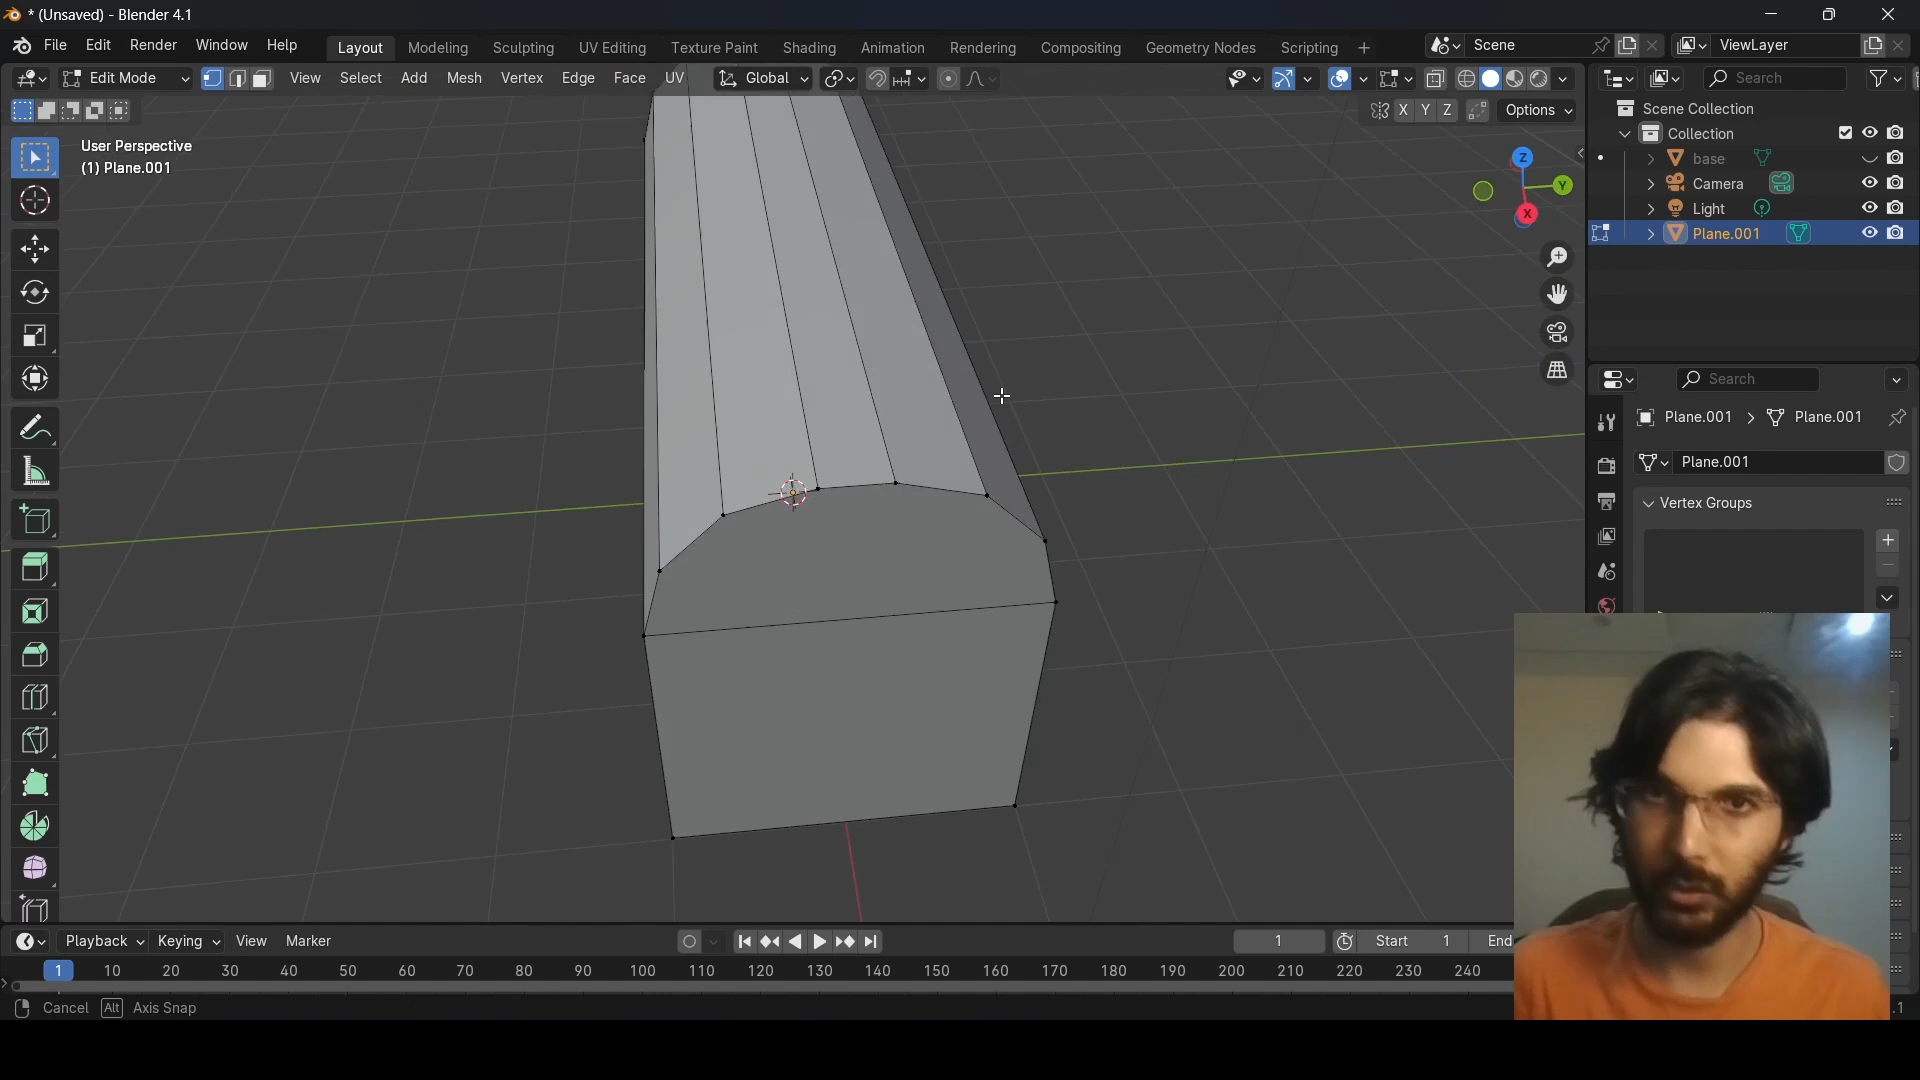 * (Unsaved) - Blender 4.1
File Edit Render Window Help Layout Modeling Sculpting UV Editing Texture Paint Shading Animation Rendering Compositing Geometry Nodes Scripting + Scene ViewLayer
Edit Mode View Select Add Mesh Vertex Edge Face UV Global Search
X Y Z Options
Scene Collection
Collection
base
Camera
Light
Plane.001
User Perspective
(1) Plane.001
Z
Y
X
Search
Plane.001 > Plane.001
Plane.001
Vertex Groups
Playback Keying View Marker 1 Start 1 End
1 10 20 30 40 50 60 70 80 90 100 110 120 130 140 150 160 170 180 190 200 210 220 230 240
Cancel Alt Axis Snap .1